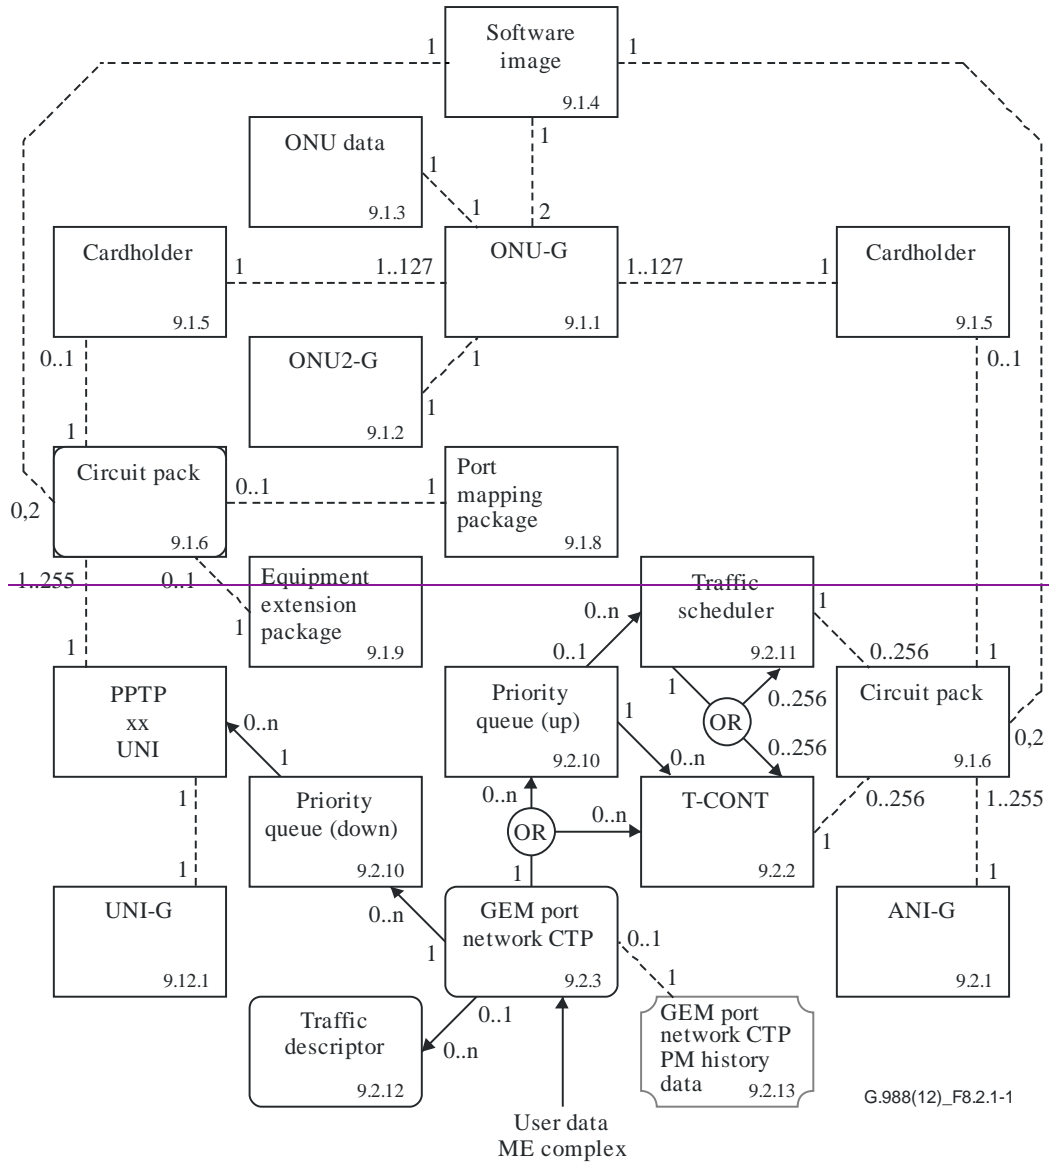 Software
image
9.1.4
1
1
1
ONU data
9.1.3
1
1
2
Cardholder
9.1.5
1
1..127
ONU-G
9.1.1
1..127
1
Cardholder
9.1.5
0..1
ONU2-G
9.1.2
1
1
0..1
1
Circuit pack
9.1.6
0,2
0..1
1
Port
mapping
package
9.1.8
1..255
0..1
1
Equipment
extension
package
9.1.9
0..n
0..1
Traffic
scheduler
9.2.11
1
0..256
1
1
PPTP
xx
UNI
0..n
1
Priority
queue (up)
9.2.10
1
0..n
1
OR
0..256
0..256
Circuit pack
9.1.6
0,2
1
1
Priority
queue (down)
9.2.10
0..n
OR
0..n
1
T-CONT
9.2.2
0..256
1
1..255
1
UNI-G
9.12.1
0..n
1
GEM port
network CTP
9.2.3
0..1
1
ANI-G
9.2.1
Traffic
descriptor
9.2.12
0..1
0..n
GEM port
network CTP
PM history
data
9.2.13
G.988(12)_F8.2.1-1
User data
ME complex